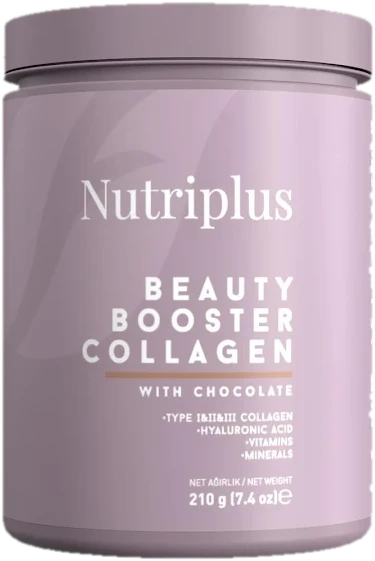 Nutriplus
BEAUTY
BOOSTER
COLLAGEN
WITH CHOCOLATE
•TYPE I&II&III COLLAGEN
•HYALURONIC ACID
•VITAMINS
•MINERALS
NET AĞIRLIK / NET WEIGHT
210 g (7.4 oz)℮